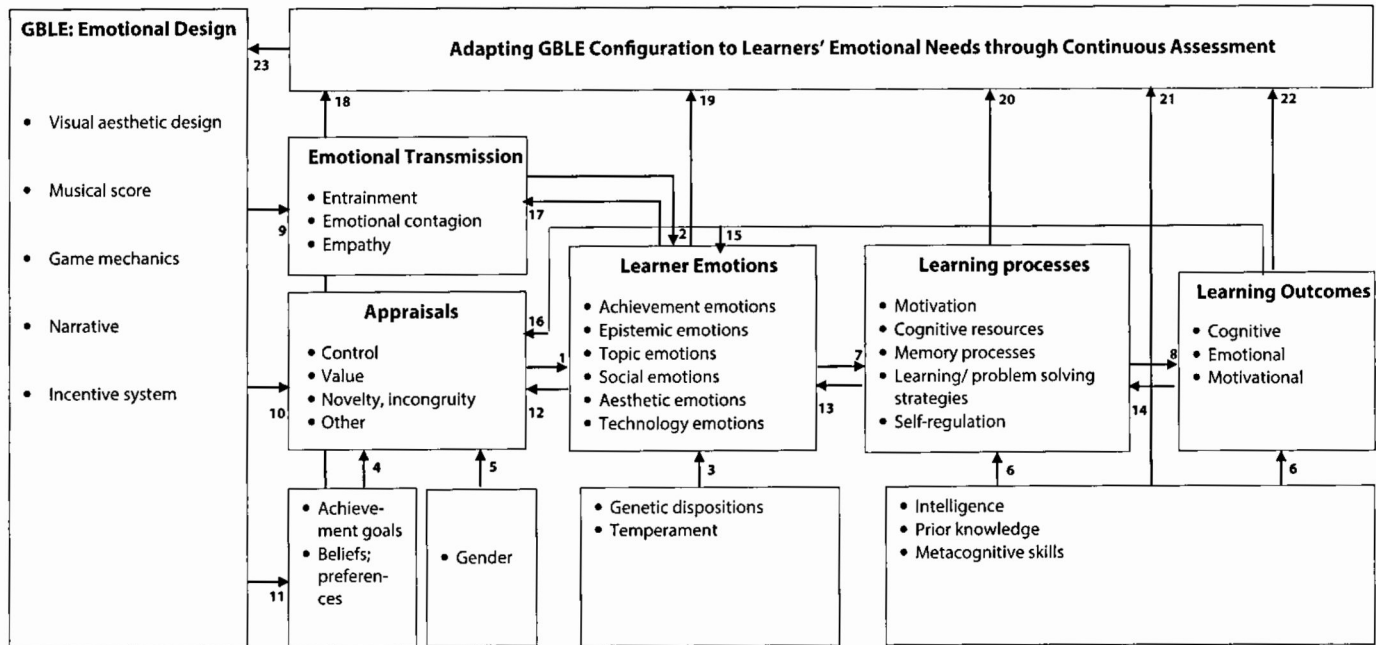 GBLE: Emotional Design
• Visual aesthetic design
• Musical score
• Game mechanics
• Narrative
• Incentive system
Adapting GBLE Configuration to Learners' Emotional Needs through Continuous Assessment
23
18
19
20
21
22
Emotional Transmission
• Entrainment
• Emotional contagion
• Empathy
9
17
2
15
Appraisals
• Control
• Value
• Novelty, incongruity
• Other
10
16
1
12
Learner Emotions
• Achievement emotions
• Epistemic emotions
• Topic emotions
• Social emotions
• Aesthetic emotions
• Technology emotions
7
13
Learning processes
• Motivation
• Cognitive resources
• Memory processes
• Learning/ problem solving
strategies
• Self-regulation
8
14
Learning Outcomes
• Cognitive
• Emotional
• Motivational
4
5
3
6
6
11
• Achieve-
ment goals
• Beliefs;
preferen-
ces
• Gender
• Genetic dispositions
• Temperament
• Intelligence
• Prior knowledge
• Metacognitive skills